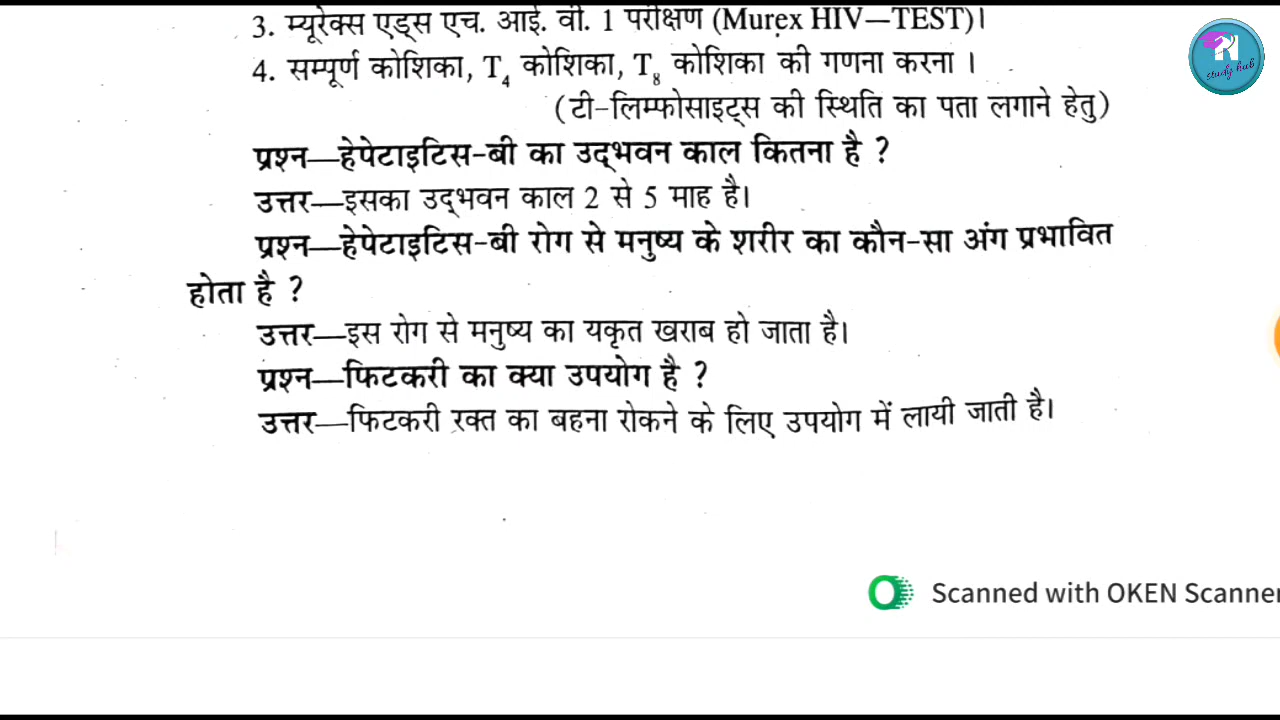 3. म्यूरेक्स एड्स एच. आई. वी. 1 परीक्षण (Murex HIV—TEST)।
4. सम्पूर्ण कोशिका, T4 कोशिका, T8 कोशिका की गणना करना ।
(टी-लिम्फोसाइट्स की स्थिति का पता लगाने हेतु)
प्रश्न—हेपेटाइटिस-बी का उद्‌भवन काल कितना है ?
उत्तर—इसका उद्‌भवन काल 2 से 5 माह है।
प्रश्न—हेपेटाइटिस-बी रोग से मनुष्य के शरीर का कौन-सा अंग प्रभावित
होता है ?
उत्तर—इस रोग से मनुष्य का यकृत खराब हो जाता है।
प्रश्न—फिटकरी का क्या उपयोग है ?
उत्तर—फिटकरी रक्त का बहना रोकने के लिए उपयोग में लायी जाती है।
Scanned with OKEN Scanner
N
study hub